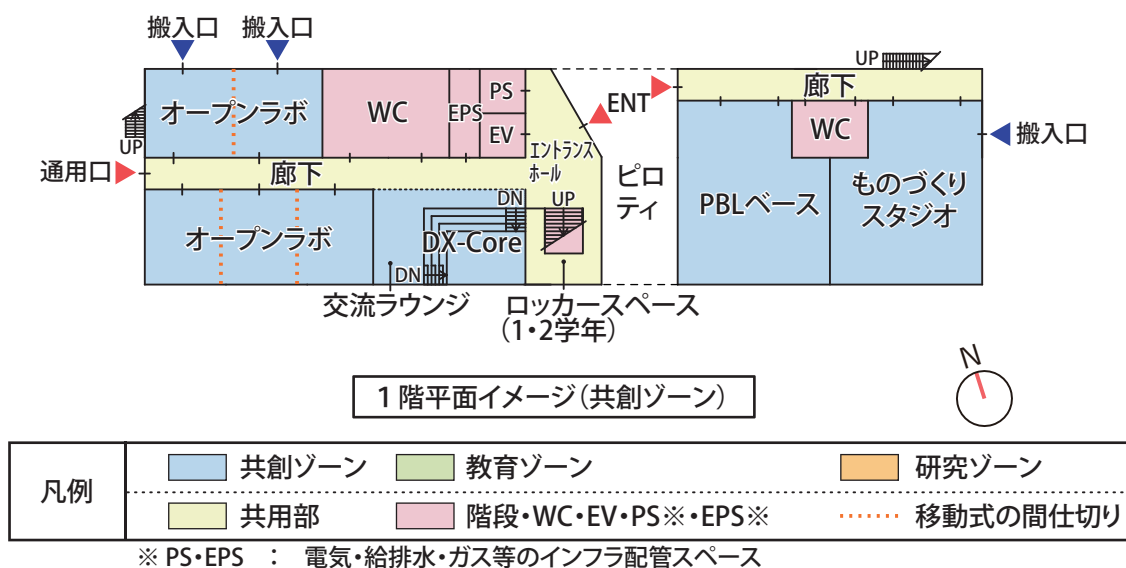 搬入口 搬入口
UP
廊下
オープンラボ WC EPS PS
EV
ENT
WC
搬入口
UP
エントランス
ホール
通用口 廊下
ピロ
ティ
PBLベース
ものづくり
スタジオ
オープンラボ
DN UP
DX-Core
DN
交流ラウンジ ロッカースペース
(1・2学年)
1階平面イメージ(共創ゾーン)
N
凡例
共創ゾーン 教育ゾーン 研究ゾーン
共用部 階段・WC・EV・PS※・EPS※ 移動式の間仕切り
※ PS・EPS : 電気・給排水・ガス等のインフラ配管スペース